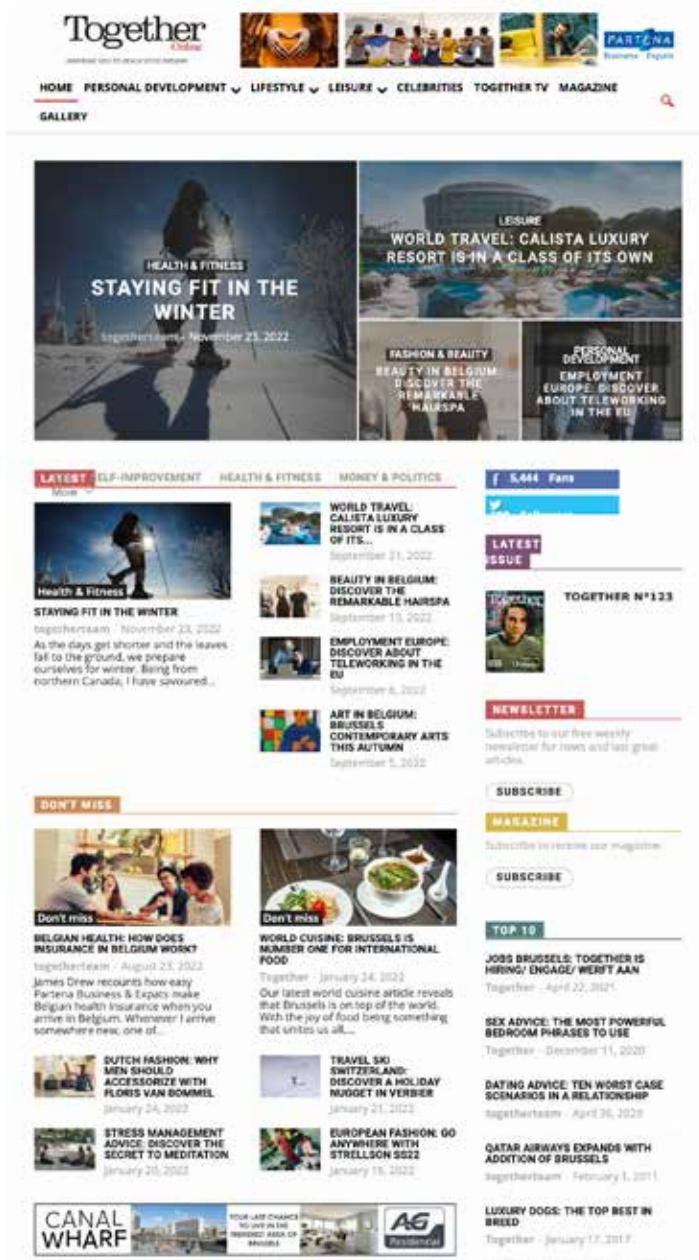 Together
Online
PARTENA
Business Expats
HOME PERSONAL DEVELOPMENT LIFESTYLE LEISURE CELEBRITIES TOGETHER TV MAGAZINE
GALLERY
HEALTH & FITNESS
STAYING FIT IN THE
WINTER
togetherteam - November 23, 2022
LEISURE
WORLD TRAVEL: CALISTA LUXURY
RESORT IS IN A CLASS OF ITS OWN
FASHION & BEAUTY
BEAUTY IN BELGIUM:
DISCOVER THE
REMARKABLE
HAIRSPA
PERSONAL
DEVELOPMENT
EMPLOYMENT
EUROPE: DISCOVER
ABOUT TELEWORKING
IN THE EU
LATEST ELF-IMPROVEMENT HEALTH & FITNESS MONEY & POLITICS
More
Health & Fitness
STAYING FIT IN THE WINTER
togetherteam - November 23, 2022
As the days get shorter and the leaves
fall to the ground, we prepare
ourselves for winter. Being from
northern Canada, I have savoured...
WORLD TRAVEL:
CALISTA LUXURY
RESORT IS IN A CLASS
OF ITS...
September 21, 2022
BEAUTY IN BELGIUM:
DISCOVER THE
REMARKABLE HAIRSPA
September 13, 2022
EMPLOYMENT EUROPE:
DISCOVER ABOUT
TELEWORKING IN THE
EU
September 6, 2022
ART IN BELGIUM:
BRUSSELS
CONTEMPORARY ARTS
THIS AUTUMN
September 5, 2022
5,444 Fans
LATEST
ISSUE
Together
TOGETHER N°123
NEWSLETTER
Subscribe to our free weekly
newsletter for news and last great
articles.
SUBSCRIBE
MAGAZINE
Subscribe to receive our magazine.
SUBSCRIBE
DON'T MISS
Don't miss
BELGIAN HEALTH: HOW DOES
INSURANCE IN BELGIUM WORK?
togetherteam - August 23, 2022
James Drew recounts how easy
Partena Business & Expats make
Belgian health insurance when you
arrive in Belgium. Whenever I arrive
somewhere new, one of...
Don't miss
WORLD CUISINE: BRUSSELS IS
NUMBER ONE FOR INTERNATIONAL
FOOD
Together - January 24, 2022
Our latest world cuisine article reveals
that Brussels is on top of the world.
With the joy of food being something
that unites us all,...
DUTCH FASHION: WHY
MEN SHOULD
ACCESSORIZE WITH
FLORIS VAN BOMMEL
January 24, 2022
TRAVEL SKI
SWITZERLAND:
DISCOVER A HOLIDAY
NUGGET IN VERBIER
January 21, 2022
STRESS MANAGEMENT
ADVICE: DISCOVER THE
SECRET TO MEDITATION
January 20, 2022
EUROPEAN FASHION: GO
ANYWHERE WITH
STRELLSON SS22
January 19, 2022
TOP 10
JOBS BRUSSELS: TOGETHER IS
HIRING/ ENGAGE/ WERFT AAN
Together - April 22, 2021
SEX ADVICE: THE MOST POWERFUL
BEDROOM PHRASES TO USE
Together - December 11, 2020
DATING ADVICE: TEN WORST CASE
SCENARIOS IN A RELATIONSHIP
togetherteam - April 30, 2020
QATAR AIRWAYS EXPANDS WITH
ADDITION OF BRUSSELS
togetherteam - February 1, 2011
LUXURY DOGS: THE TOP BEST IN
BREED
Together - January 17, 2017
CANAL
WHARF
YOUR LAST CHANCE
TO LIVE IN THE
TRENDIEST AREA OF
BRUSSELS
AG
Residential